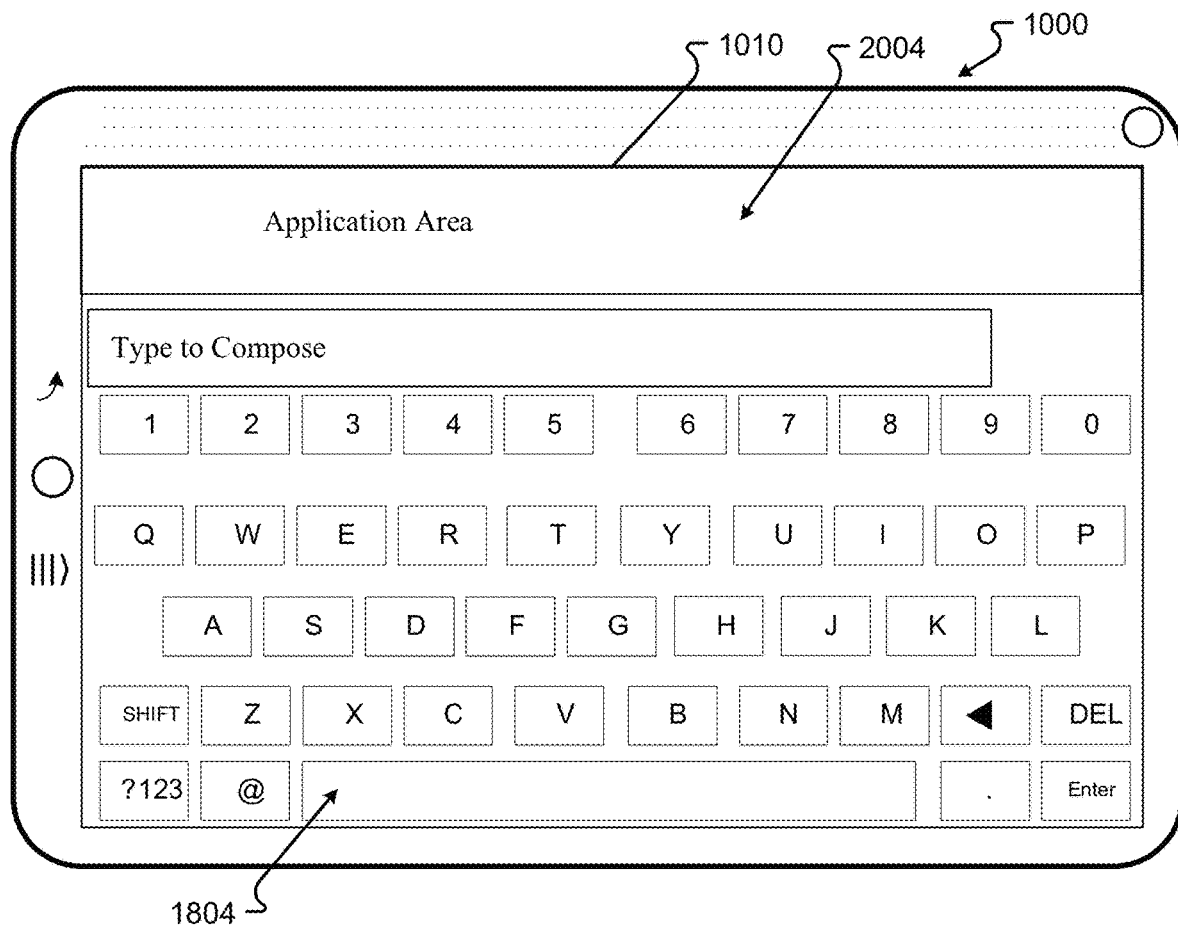 1000
1010 2004
Application Area
Type to Compose
1 2 3 4 5 6 7 8 9 0
Q W E R T Y U I O P
A S D F G H J K L
SHIFT Z X C V B N M DEL
?123 @ . Enter
1804